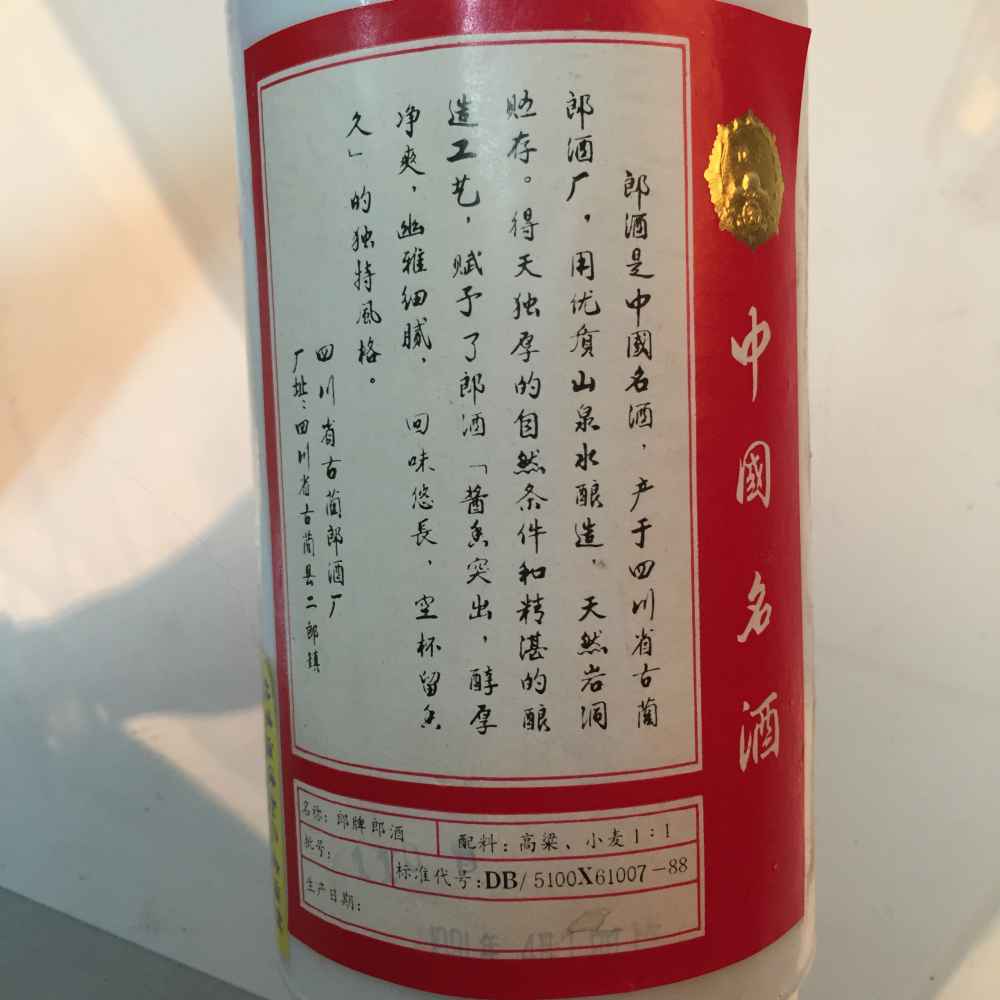 郎酒是中國名酒，产于四川省古蔺
郎酒厂，用优质山泉水酿造，天然岩洞
贮存。得天独厚的自然条件和精湛的酿
造工艺，赋予了郎酒「酱香突出，醇厚
净爽，幽雅细腻，回味悠長，空杯留香
久」的独特風格。
四川省古蔺郎酒厂
厂址：四川省古蔺县二郎镇
中國名酒
名称：郎牌郎酒
配料：高粱、小麦1：1
批号：
标准代号：DB/5100X61007-88
生产日期：